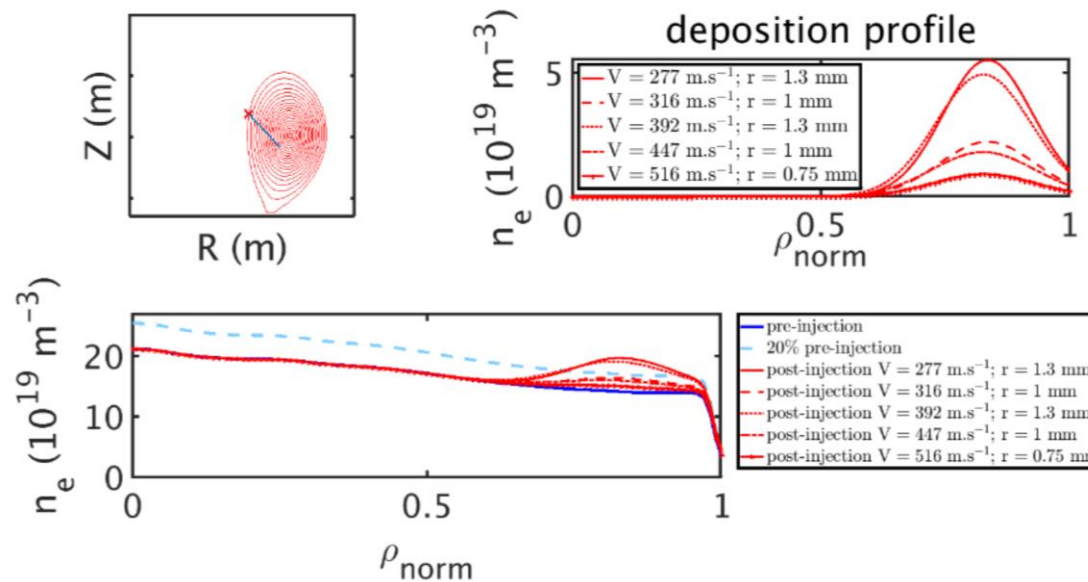 Z (m)
R (m)
deposition profile
n_e (10^19 m^-3)
5
0
V = 277 m.s^-1; r = 1.3 mm
V = 316 m.s^-1; r = 1 mm
V = 392 m.s^-1; r = 1.3 mm
V = 447 m.s^-1; r = 1 mm
V = 516 m.s^-1; r = 0.75 mm
0 0.5 1
ρ_norm
n_e (10^19 m^-3)
20
10
0
0 0.5 1
ρ_norm
pre-injection
20% pre-injection
post-injection V = 277 m.s^-1; r = 1.3 mm
post-injection V = 316 m.s^-1; r = 1 mm
post-injection V = 392 m.s^-1; r = 1.3 mm
post-injection V = 447 m.s^-1; r = 1 mm
post-injection V = 516 m.s^-1; r = 0.75 mm